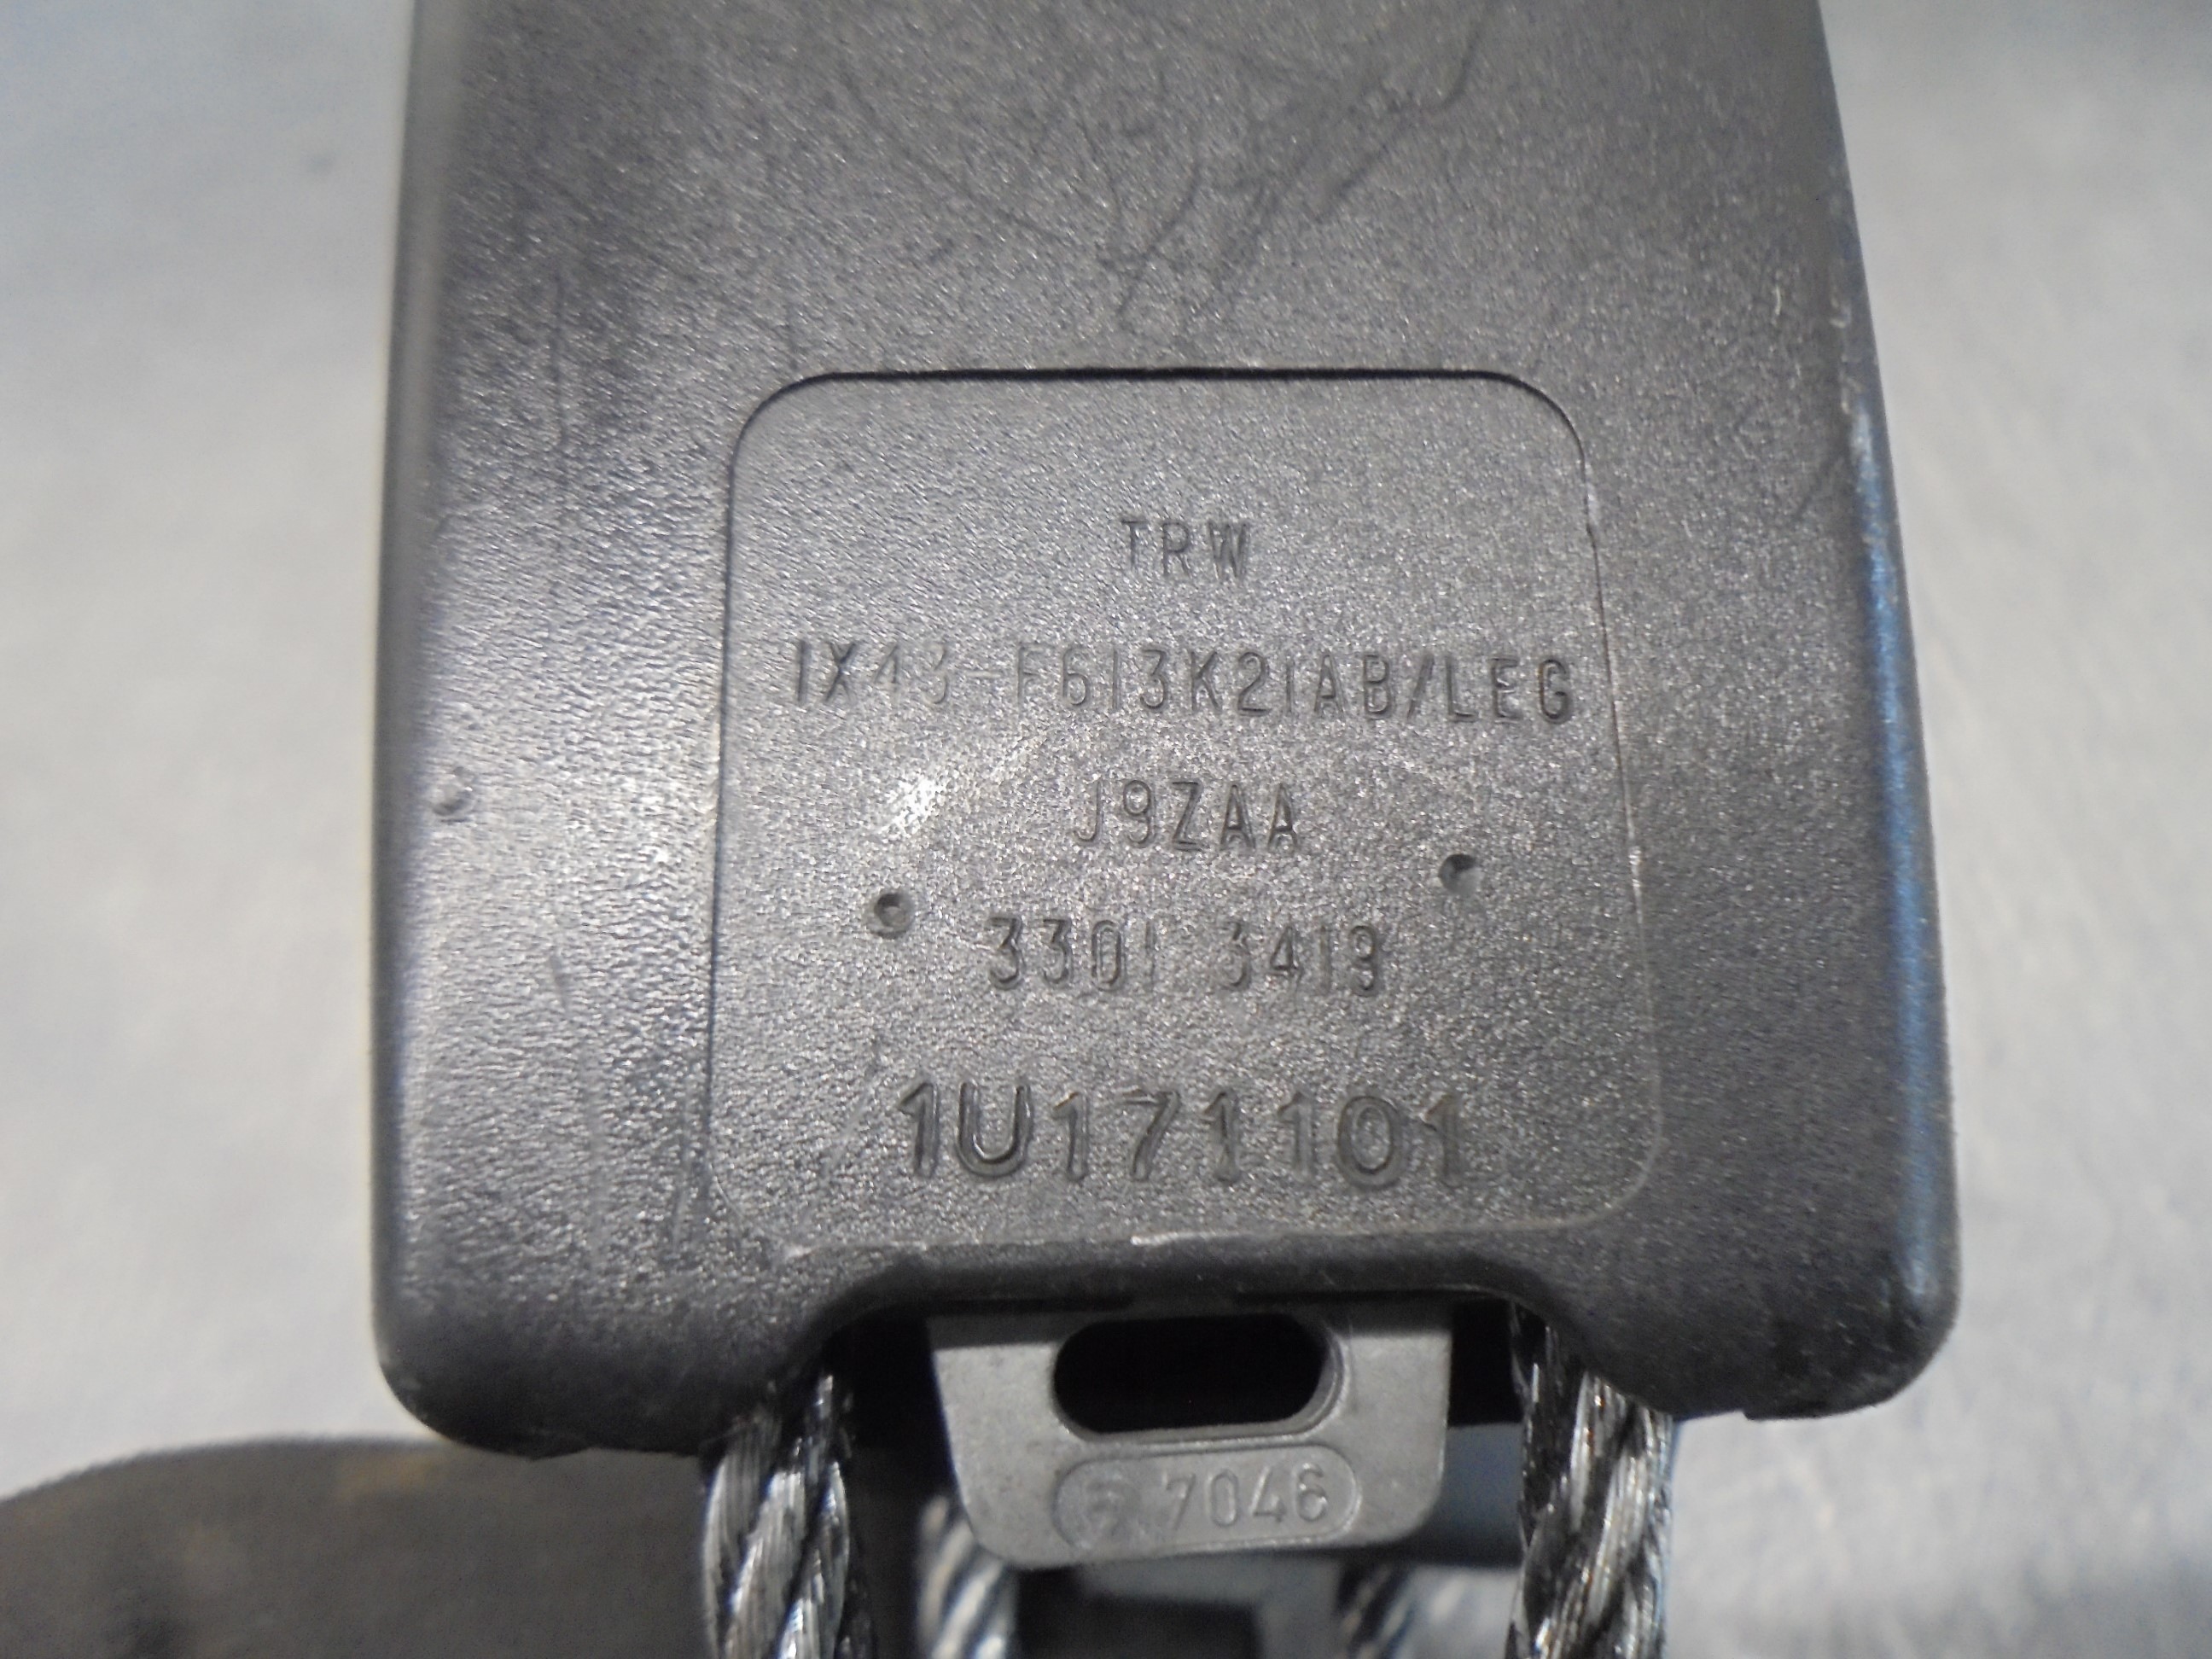 TRW
1X43-F613K21AB/LEG
J9ZAA
3301 3413
1U171101
7046